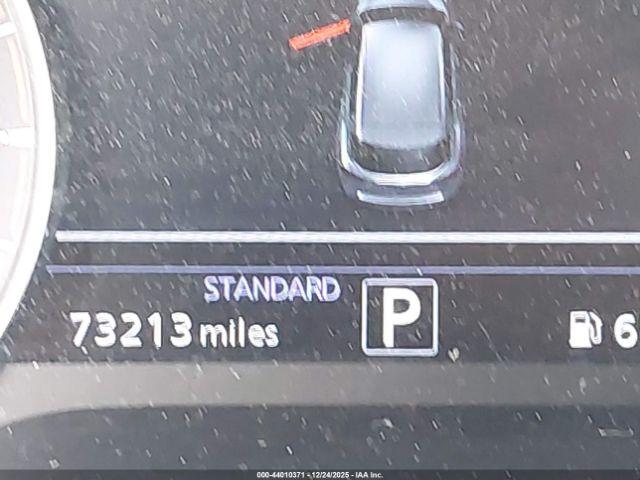 STANDARD
73213 miles
P
6
000-44010371 - 12/24/2025 - IAA Inc.